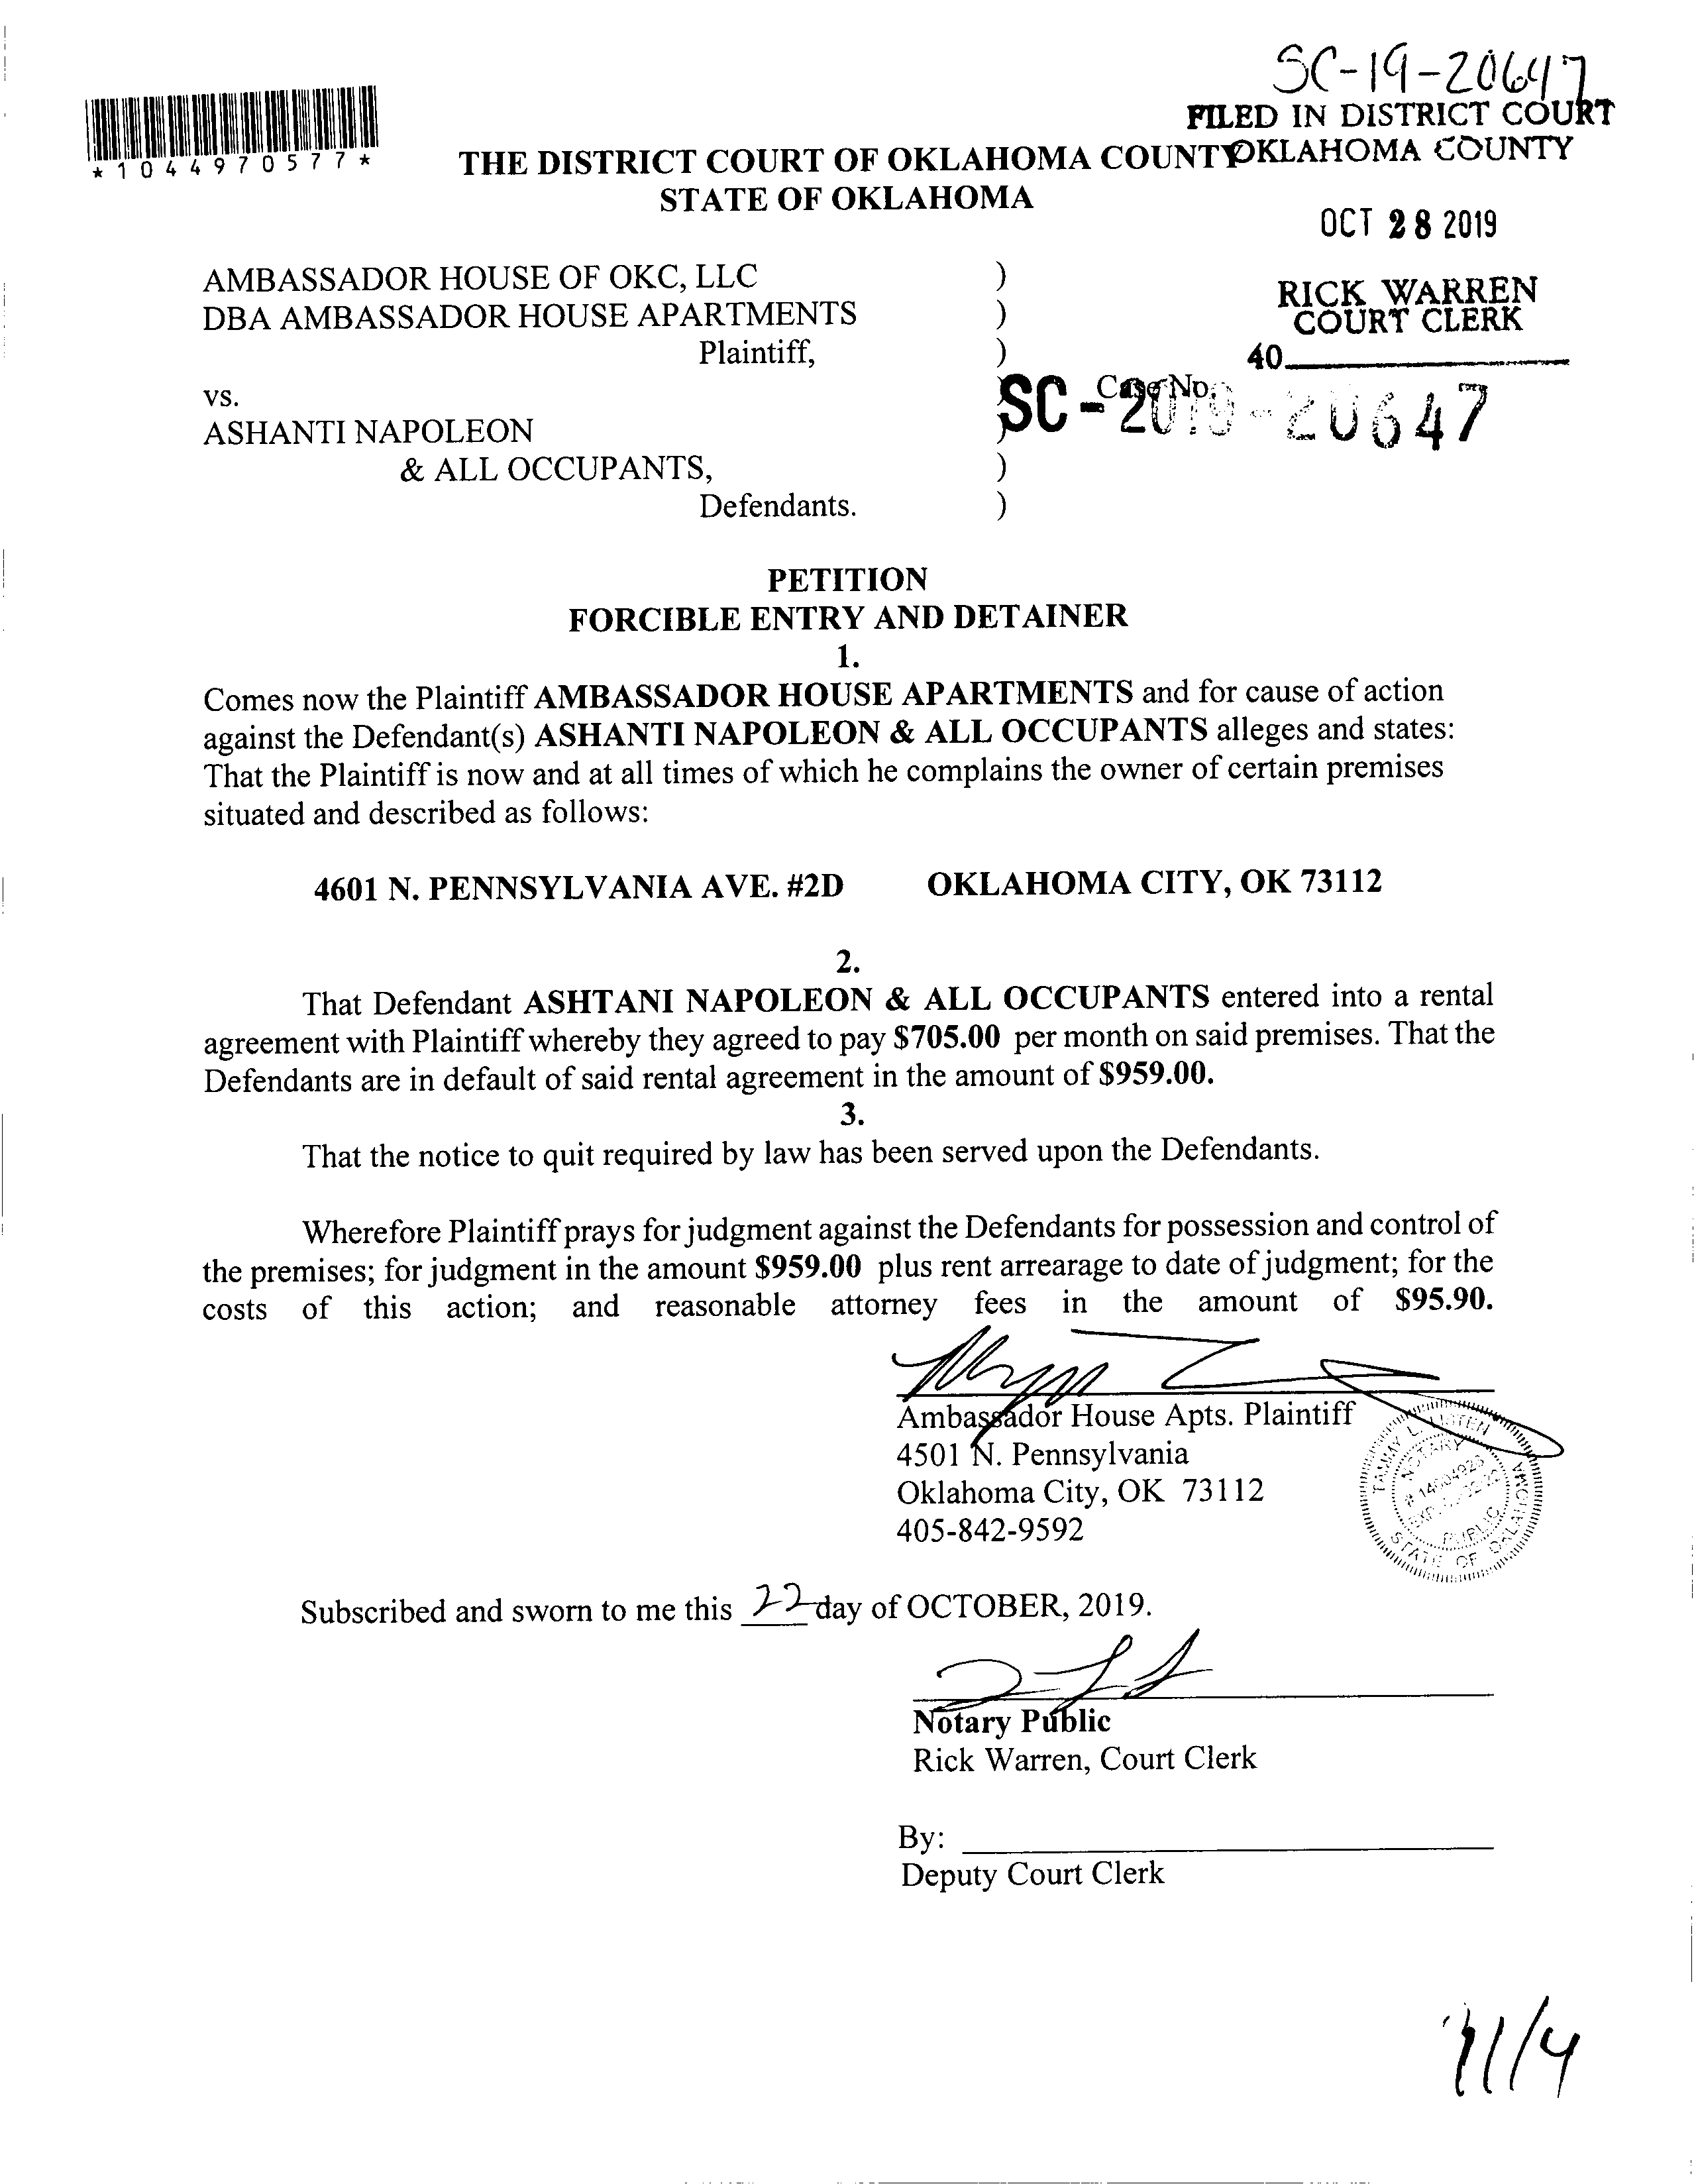 SC-19-20647
FILED IN DISTRICT COURT
OKLAHOMA COUNTY
*1044970577*
THE DISTRICT COURT OF OKLAHOMA COUNTY
STATE OF OKLAHOMA
OCT 28 2019
RICK WARREN
COURT CLERK
40
AMBASSADOR HOUSE OF OKC, LLC )
DBA AMBASSADOR HOUSE APARTMENTS )
Plaintiff, )
vs. ) Case No.
SC-2019-20647
ASHANTI NAPOLEON )
& ALL OCCUPANTS, )
Defendants. )
PETITION
FORCIBLE ENTRY AND DETAINER
1.
Comes now the Plaintiff AMBASSADOR HOUSE APARTMENTS and for cause of action
against the Defendant(s) ASHANTI NAPOLEON & ALL OCCUPANTS alleges and states:
That the Plaintiff is now and at all times of which he complains the owner of certain premises
situated and described as follows:
4601 N. PENNSYLVANIA AVE. #2D OKLAHOMA CITY, OK 73112
2.
That Defendant ASHTANI NAPOLEON & ALL OCCUPANTS entered into a rental
agreement with Plaintiff whereby they agreed to pay $705.00 per month on said premises. That the
Defendants are in default of said rental agreement in the amount of $959.00.
3.
That the notice to quit required by law has been served upon the Defendants.
Wherefore Plaintiff prays for judgment against the Defendants for possession and control of
the premises; for judgment in the amount $959.00 plus rent arrearage to date of judgment; for the
costs of this action; and reasonable attorney fees in the amount of $95.90.
Ambassador House Apts. Plaintiff
4501 N. Pennsylvania
Oklahoma City, OK 73112
405-842-9592
TAMMY L. LISTEN
NOTARY
# 14004923
EXP.
PUBLIC
STATE OF OKLAHOMA
Subscribed and sworn to me this 22 day of OCTOBER, 2019.
Notary Public
Rick Warren, Court Clerk
By:
Deputy Court Clerk
11/4